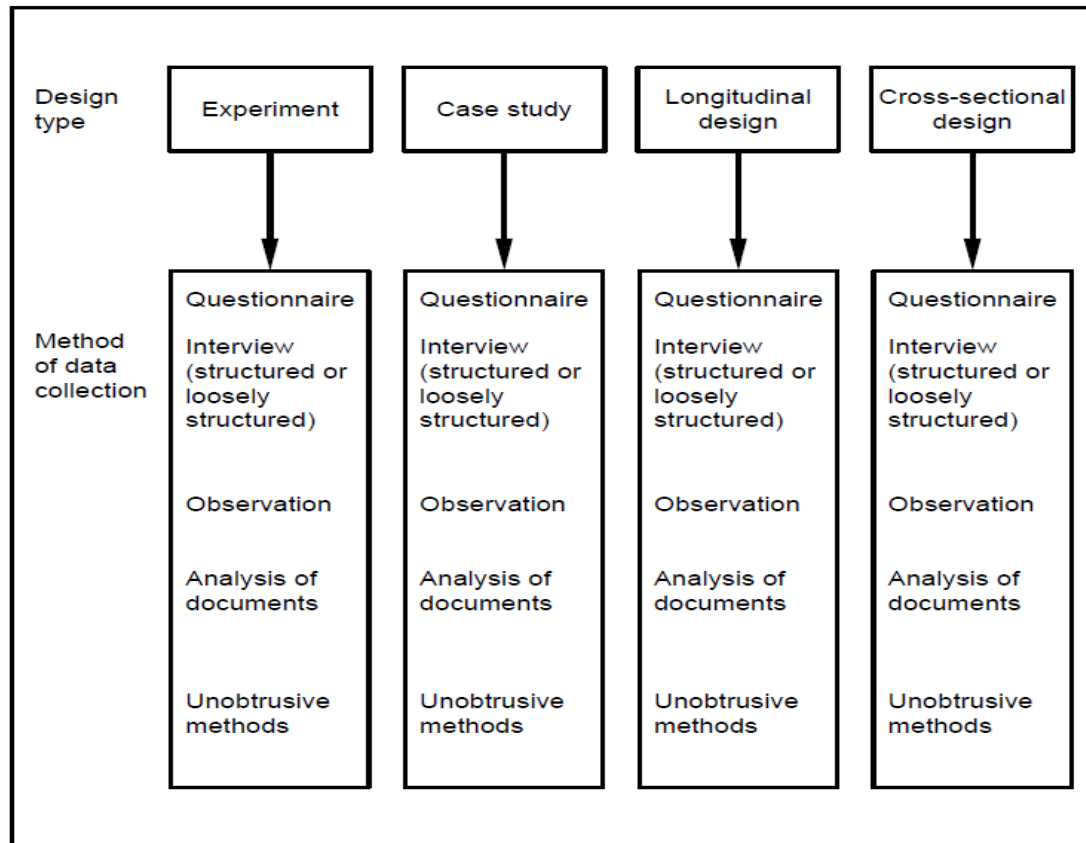 Design
type
Experiment
Case study
Longitudinal
design
Cross-sectional
design
Method
of data
collection
Questionnaire
Interview
(structured or
loosely
structured)
Observation
Analysis of
documents
Unobtrusive
methods
Questionnaire
Interview
(structured or
loosely
structured)
Observation
Analysis of
documents
Unobtrusive
methods
Questionnaire
Interview
(structured or
loosely
structured)
Observation
Analysis of
documents
Unobtrusive
methods
Questionnaire
Interview
(structured or
loosely
structured)
Observation
Analysis of
documents
Unobtrusive
methods